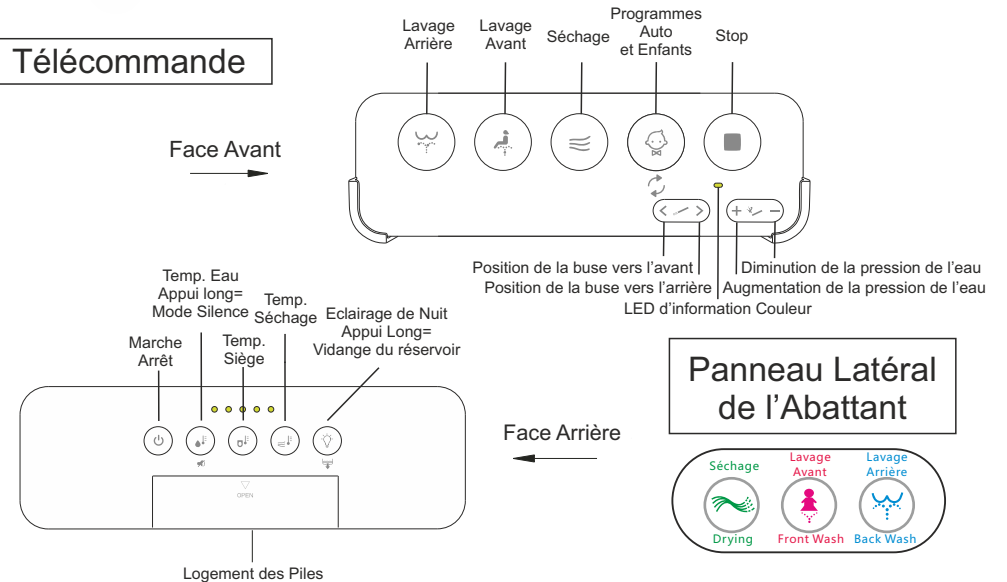 Télécommande
Lavage
Arrière
Lavage
Avant
Séchage
Programmes
Auto
et Enfants
Stop
Face Avant
Position de la buse vers l'avant
Diminution de la pression de l'eau
Position de la buse vers l'arrière
Augmentation de la pression de l'eau
LED d'information Couleur
Marche
Arrêt
Temp. Eau
Appui long=
Mode Silence
Temp.
Siège
Temp.
Séchage
Eclairage de Nuit
Appui Long=
Vidange du réservoir
OPEN
Logement des Piles
Face Arrière
Panneau Latéral
de l'Abattant
Séchage
Drying
Lavage
Avant
Front Wash
Lavage
Arrière
Back Wash